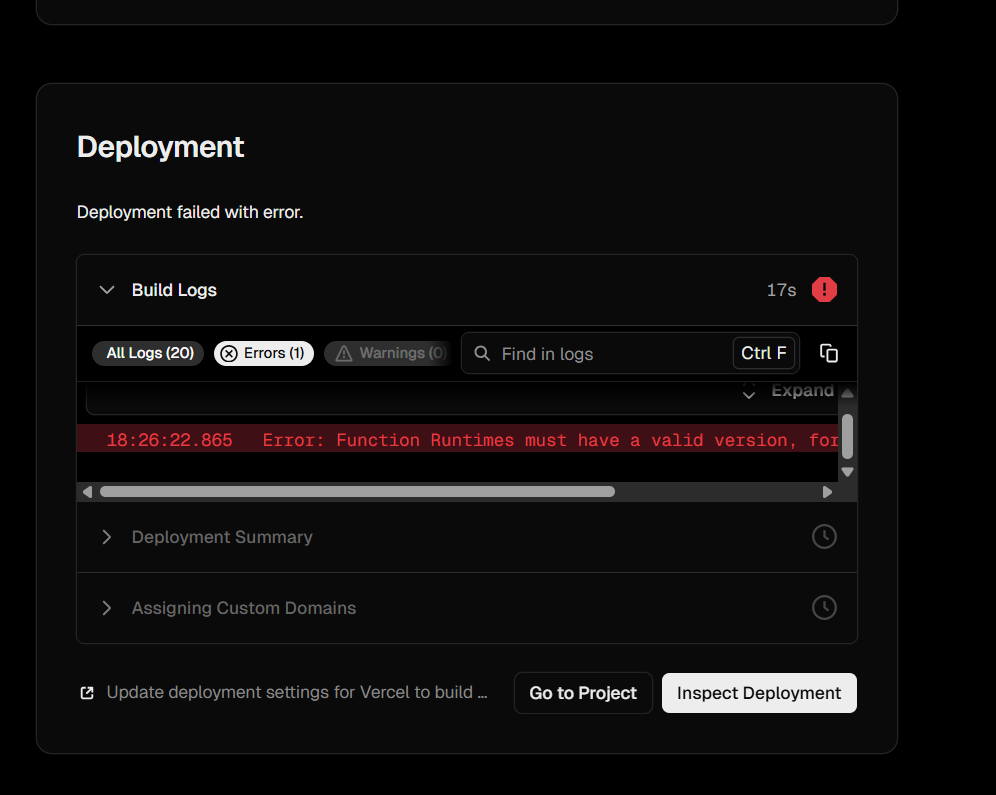 Deployment
Deployment failed with error.
Build Logs 17s
All Logs (20) Errors (1) Warnings (0) Find in logs Ctrl F
Expand
18:26:22.865 Error: Function Runtimes must have a valid version, for
Deployment Summary
Assigning Custom Domains
Update deployment settings for Vercel to build ... Go to Project Inspect Deployment